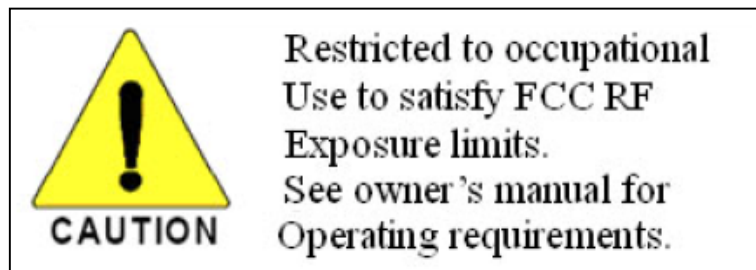 CAUTION
Restricted to occupational
Use to satisfy FCC RF
Exposure limits.
See owner’s manual for
Operating requirements.